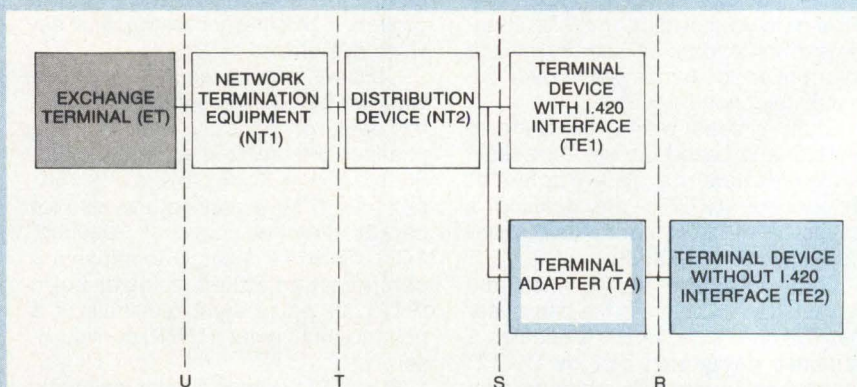 EXCHANGE
TERMINAL (ET)
NETWORK
TERMINATION
EQUIPMENT
(NT1)
DISTRIBUTION
DEVICE (NT2)
TERMINAL
DEVICE
WITH I.420
INTERFACE
(TE1)
TERMINAL
ADAPTER (TA)
TERMINAL DEVICE
WITHOUT I.420
INTERFACE (TE2)
U
T
S
R